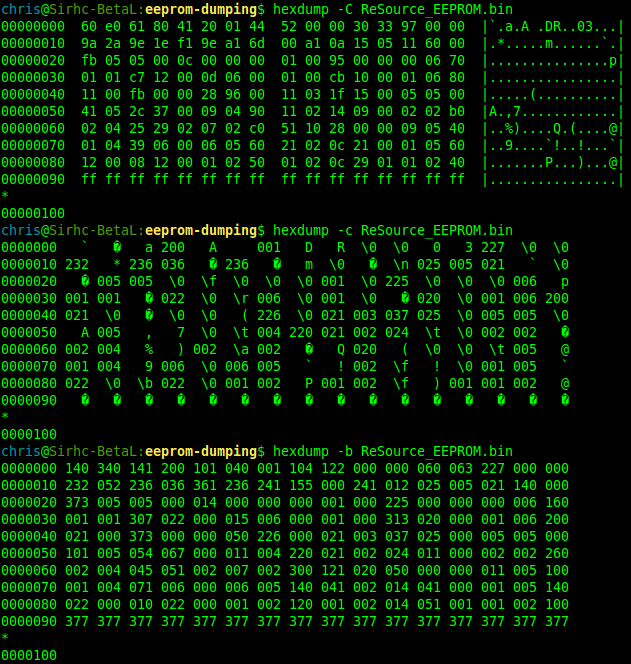 chris@Sirhc-BetaL:eeprom-dumping$ hexdump -C ReSource_EEPROM.bin
00000000  60 e0 61 80 41 20 01 44  52 00 00 30 33 97 00 00  |`.a.A .DR..03...|
00000010  9a 2a 9e 1e f1 9e a1 6d  00 a1 0a 15 05 11 60 00  |.*.....m......`.|
00000020  fb 05 05 00 0c 00 00 00  01 00 95 00 00 00 06 70  |...............p|
00000030  01 01 c7 12 00 0d 06 00  01 00 cb 10 00 01 06 80  |................|
00000040  11 00 fb 00 00 28 96 00  11 03 1f 15 00 05 05 00  |.....(..........|
00000050  41 05 2c 37 00 09 04 90  11 02 14 09 00 02 02 b0  |A.,7............|
00000060  02 04 25 29 02 07 02 c0  51 10 28 00 00 09 05 40  |..%)....Q.(....@|
00000070  01 04 39 06 00 06 05 60  21 02 0c 21 00 01 05 60  |..9....`!..!...`|
00000080  12 00 08 12 00 01 02 50  01 02 0c 29 01 01 02 40  |.......P...)...@|
00000090  ff ff ff ff ff ff ff ff  ff ff ff ff ff ff ff ff  |................|
*
00000100
chris@Sirhc-BetaL:eeprom-dumping$ hexdump -c ReSource_EEPROM.bin
0000000   `   �   a 200   A     001   D   R  \0  \0   0   3 227  \0  \0
0000010 232   * 236 036   � 236   �   m  \0   �  \n 025 005 021   `  \0
0000020   � 005 005  \0  \f  \0  \0  \0 001  \0 225  \0  \0  \0 006   p
0000030 001 001   � 022  \0  \r 006  \0 001  \0   � 020  \0 001 006 200
0000040 021  \0   �  \0  \0   ( 226  \0 021 003 037 025  \0 005 005  \0
0000050   A 005   ,   7  \0  \t 004 220 021 002 024  \t  \0 002 002   �
0000060 002 004   %   ) 002  \a 002   �   Q 020   (  \0  \0  \t 005   @
0000070 001 004   9 006  \0 006 005   `   ! 002  \f   !  \0 001 005   `
0000080 022  \0  \b 022  \0 001 002   P 001 002  \f   ) 001 001 002   @
0000090   �   �   �   �   �   �   �   �   �   �   �   �   �   �   �   �
*
0000100
chris@Sirhc-BetaL:eeprom-dumping$ hexdump -b ReSource_EEPROM.bin
0000000 140 340 141 200 101 040 001 104 122 000 000 060 063 227 000 000
0000010 232 052 236 036 361 236 241 155 000 241 012 025 005 021 140 000
0000020 373 005 005 000 014 000 000 000 001 000 225 000 000 000 006 160
0000030 001 001 307 022 000 015 006 000 001 000 313 020 000 001 006 200
0000040 021 000 373 000 000 050 226 000 021 003 037 025 000 005 005 000
0000050 101 005 054 067 000 011 004 220 021 002 024 011 000 002 002 260
0000060 002 004 045 051 002 007 002 300 121 020 050 000 000 011 005 100
0000070 001 004 071 006 000 006 005 140 041 002 014 041 000 001 005 140
0000080 022 000 010 022 000 001 002 120 001 002 014 051 001 001 002 100
0000090 377 377 377 377 377 377 377 377 377 377 377 377 377 377 377 377
*
0000100